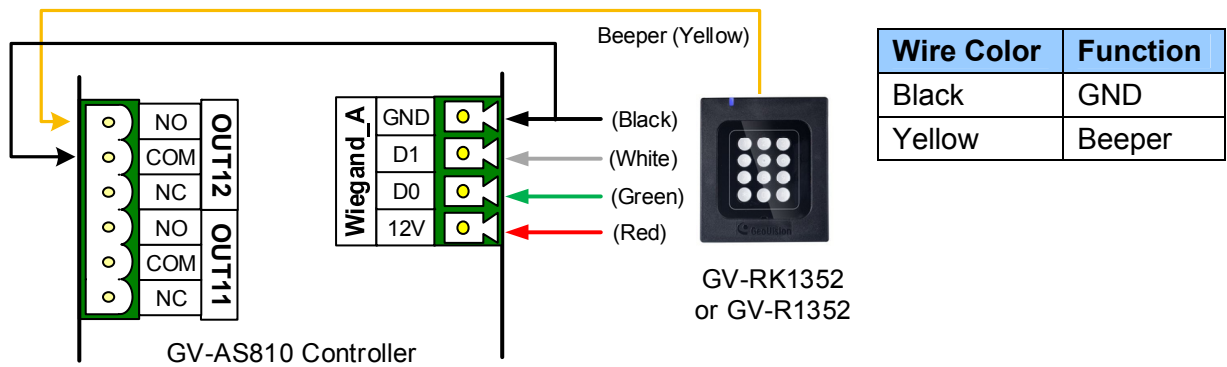 Beeper (Yellow)
NO
COM
NC
OUT12
NO
COM
NC
OUT11
Wiegand_A
GND
D1
D0
12V
(Black)
(White)
(Green)
(Red)
GeoVision
GV-RK1352
or GV-R1352
GV-AS810 Controller
Wire Color Function
Black GND
Yellow Beeper